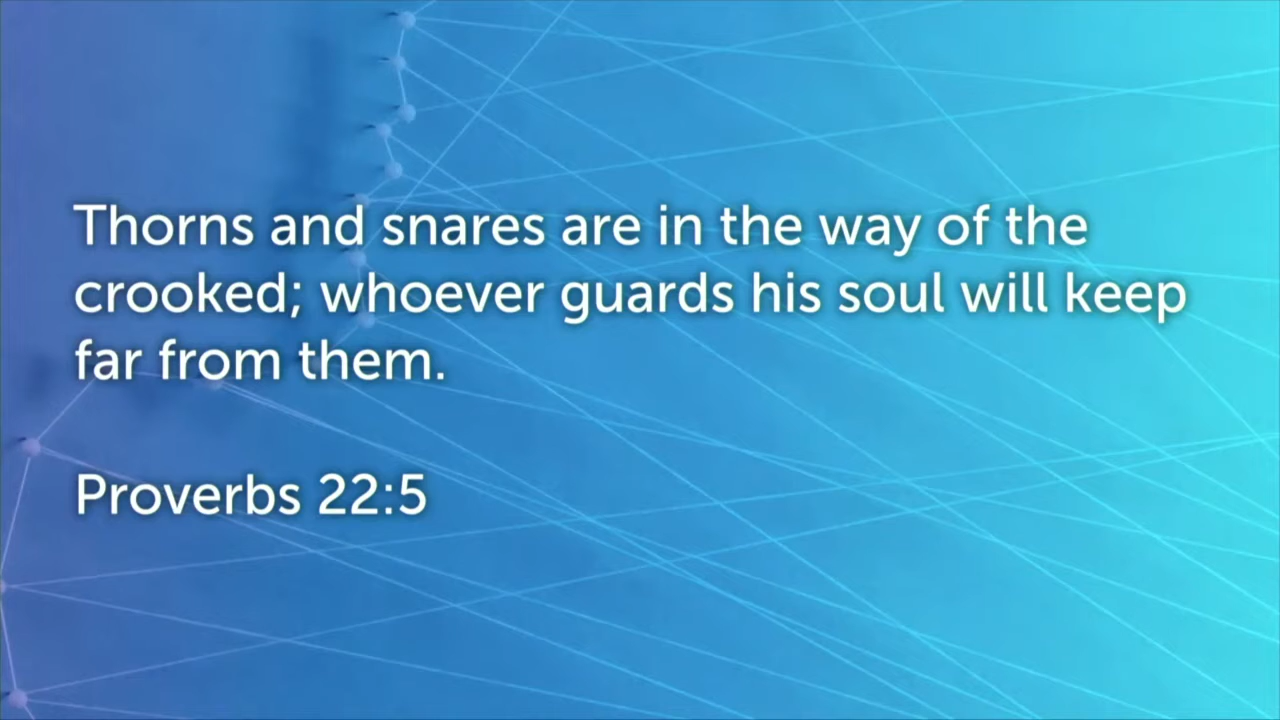 Thorns and snares are in the way of the
crooked; whoever guards his soul will keep
far from them.
Proverbs 22:5